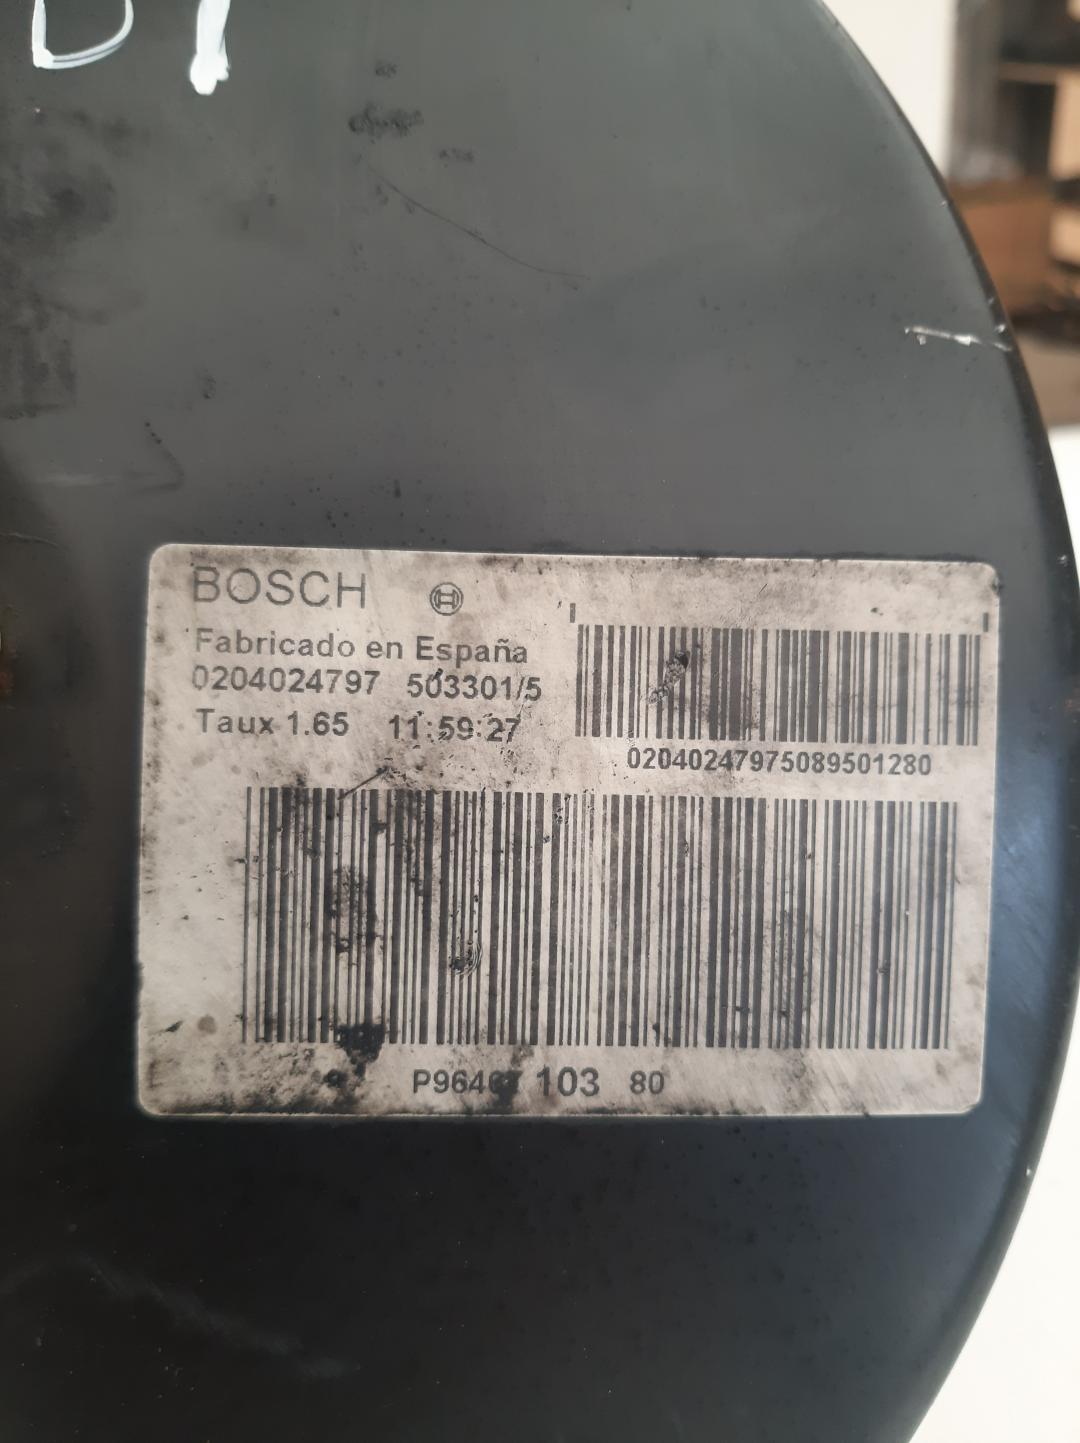 BOSCH
Fabricado en España
0204024797 503301/5
Taux 1.65 11:59:27
02040247975089501280
103 80